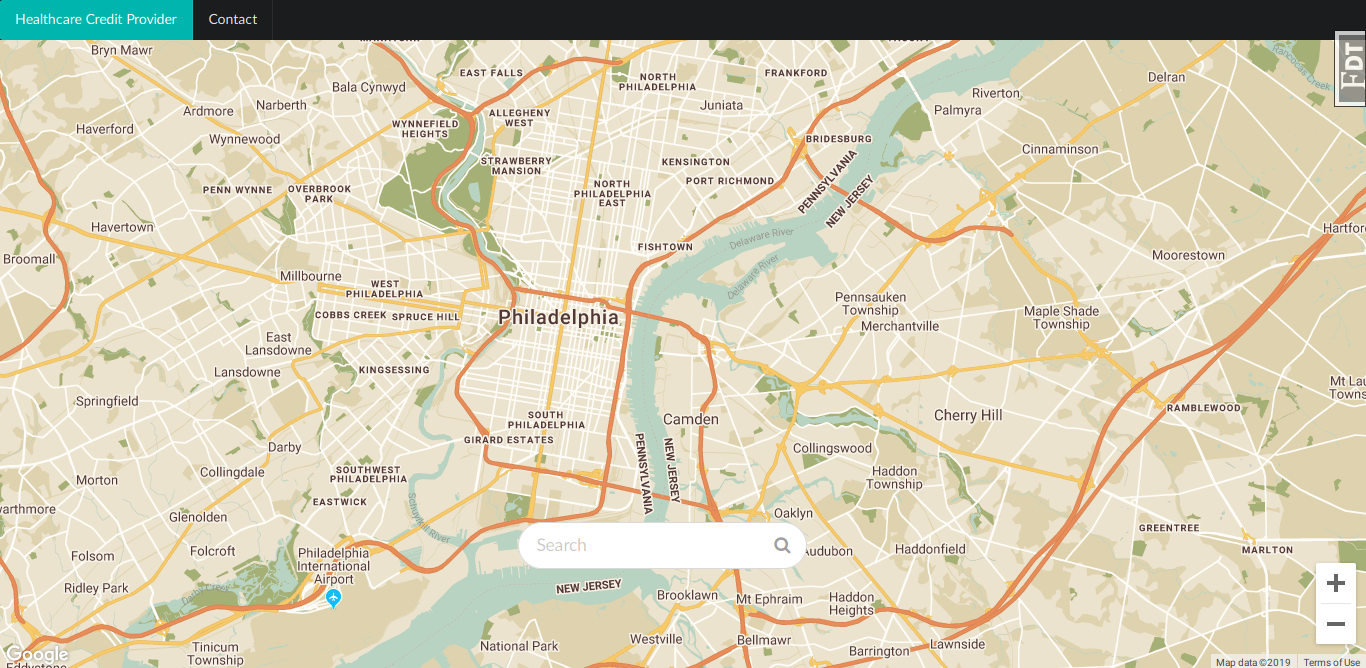 Healthcare Credit Provider
Contact
Bryn Mawr
EAST FALLS
NORTH
PHILADELPHIA
FRANKFORD
Delran
DT
Bala Cynwyd
Riverton
Ardmore
Narberth
Juniata
Palmyra
ALLEGHENY
WEST
WYNNEFIELD
HEIGHTS
Haverford
Wynnewood
BRIDESBURG
Cinnaminson
STRAWBERRY
MANSION
KENSINGTON
PENNSYLVANIA
NEW JERSEY
PENN WYNNE
OVERBROOK
PARK
NORTH
PHILADELPHIA
EAST
PORT RICHMOND
Havertown
Delaware River
Hartfor
FISHTOWN
Broomall
Moorestown
Delaware River
Millbourne
WEST
PHILADELPHIA
Pennsauken
Township
COBBS CREEK
SPRUCE HILL
Philadelphia
Merchantville
Maple Shade
Township
East
Lansdowne
Lansdowne
KINGSESSING
Mt Lau
Towns
Springfield
RAMBLEWOOD
SOUTH
PHILADELPHIA
Camden
Cherry Hill
GIRARD ESTATES
Darby
Collingswood
PENNSYLVANIA
NEW JERSEY
Collingdale
SOUTHWEST
PHILADELPHIA
Haddon
Township
Morton
EASTWICK
warthmore
Schuylkill River
Glenolden
Oaklyn
GREENTREE
Search
Folsom
Folcroft
Philadelphia
International
Airport
Audubon
Haddonfield
MARLTON
Ridley Park
Darby Creek
NEW JERSEY
Brooklawn
Mt Ephraim
Haddon
Heights
Tinicum
Township
National Park
Westville
Bellmawr
Barrington
Lawnside
Google
Eddystone
Map data ©2019
Terms of Use